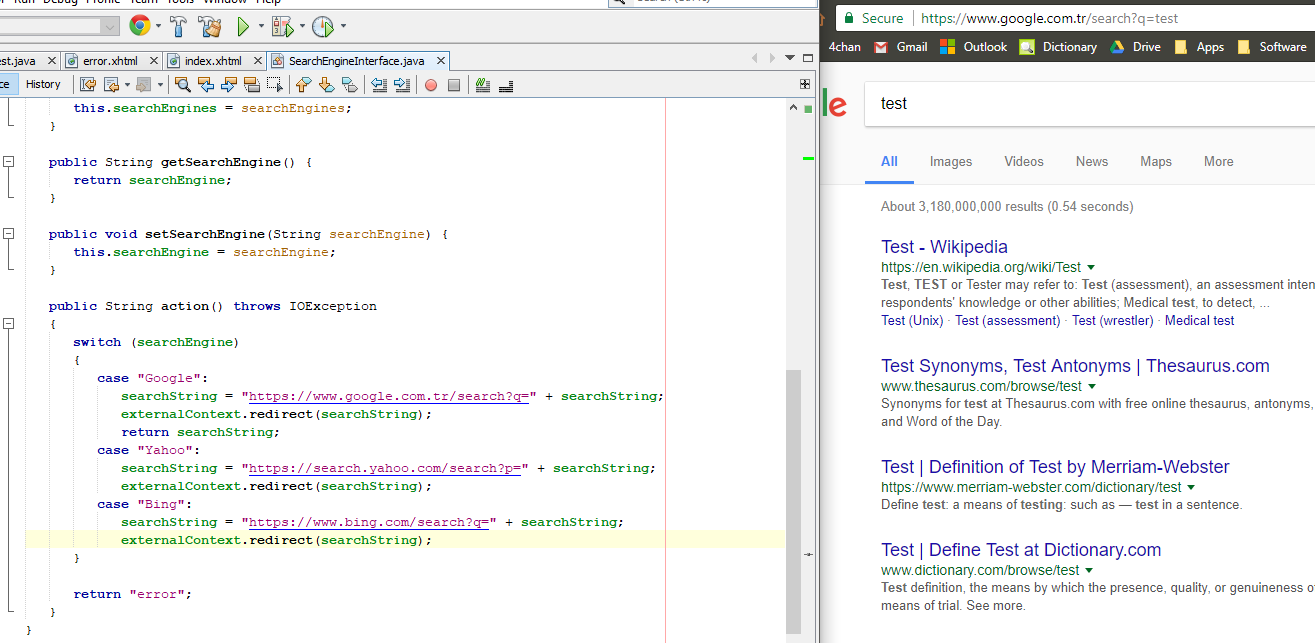 Run Debug Profile Team Tools Window Help
est.java error.xhtml index.xhtml SearchEngineInterface.java
ce History
this.searchEngines = searchEngines;
}
public String getSearchEngine() {
return searchEngine;
}
public void setSearchEngine(String searchEngine) {
this.searchEngine = searchEngine;
}
public String action() throws IOException
{
switch (searchEngine)
{
case "Google":
searchString = "https://www.google.com.tr/search?q=" + searchString;
externalContext.redirect(searchString);
return searchString;
case "Yahoo":
searchString = "https://search.yahoo.com/search?p=" + searchString;
externalContext.redirect(searchString);
case "Bing":
searchString = "https://www.bing.com/search?q=" + searchString;
externalContext.redirect(searchString);
}
return "error";
}
}
Secure https://www.google.com.tr/search?q=test
4chan Gmail Outlook Dictionary Drive Apps Software
le
test
All Images Videos News Maps More
About 3,180,000,000 results (0.54 seconds)
Test - Wikipedia
https://en.wikipedia.org/wiki/Test
Test, TEST or Tester may refer to: Test (assessment), an assessment inten
respondents' knowledge or other abilities; Medical test, to detect, ...
Test (Unix) · Test (assessment) · Test (wrestler) · Medical test
Test Synonyms, Test Antonyms | Thesaurus.com
www.thesaurus.com/browse/test
Synonyms for test at Thesaurus.com with free online thesaurus, antonyms,
and Word of the Day.
Test | Definition of Test by Merriam-Webster
https://www.merriam-webster.com/dictionary/test
Define test: a means of testing: such as — test in a sentence.
Test | Define Test at Dictionary.com
www.dictionary.com/browse/test
Test definition, the means by which the presence, quality, or genuineness o
means of trial. See more.